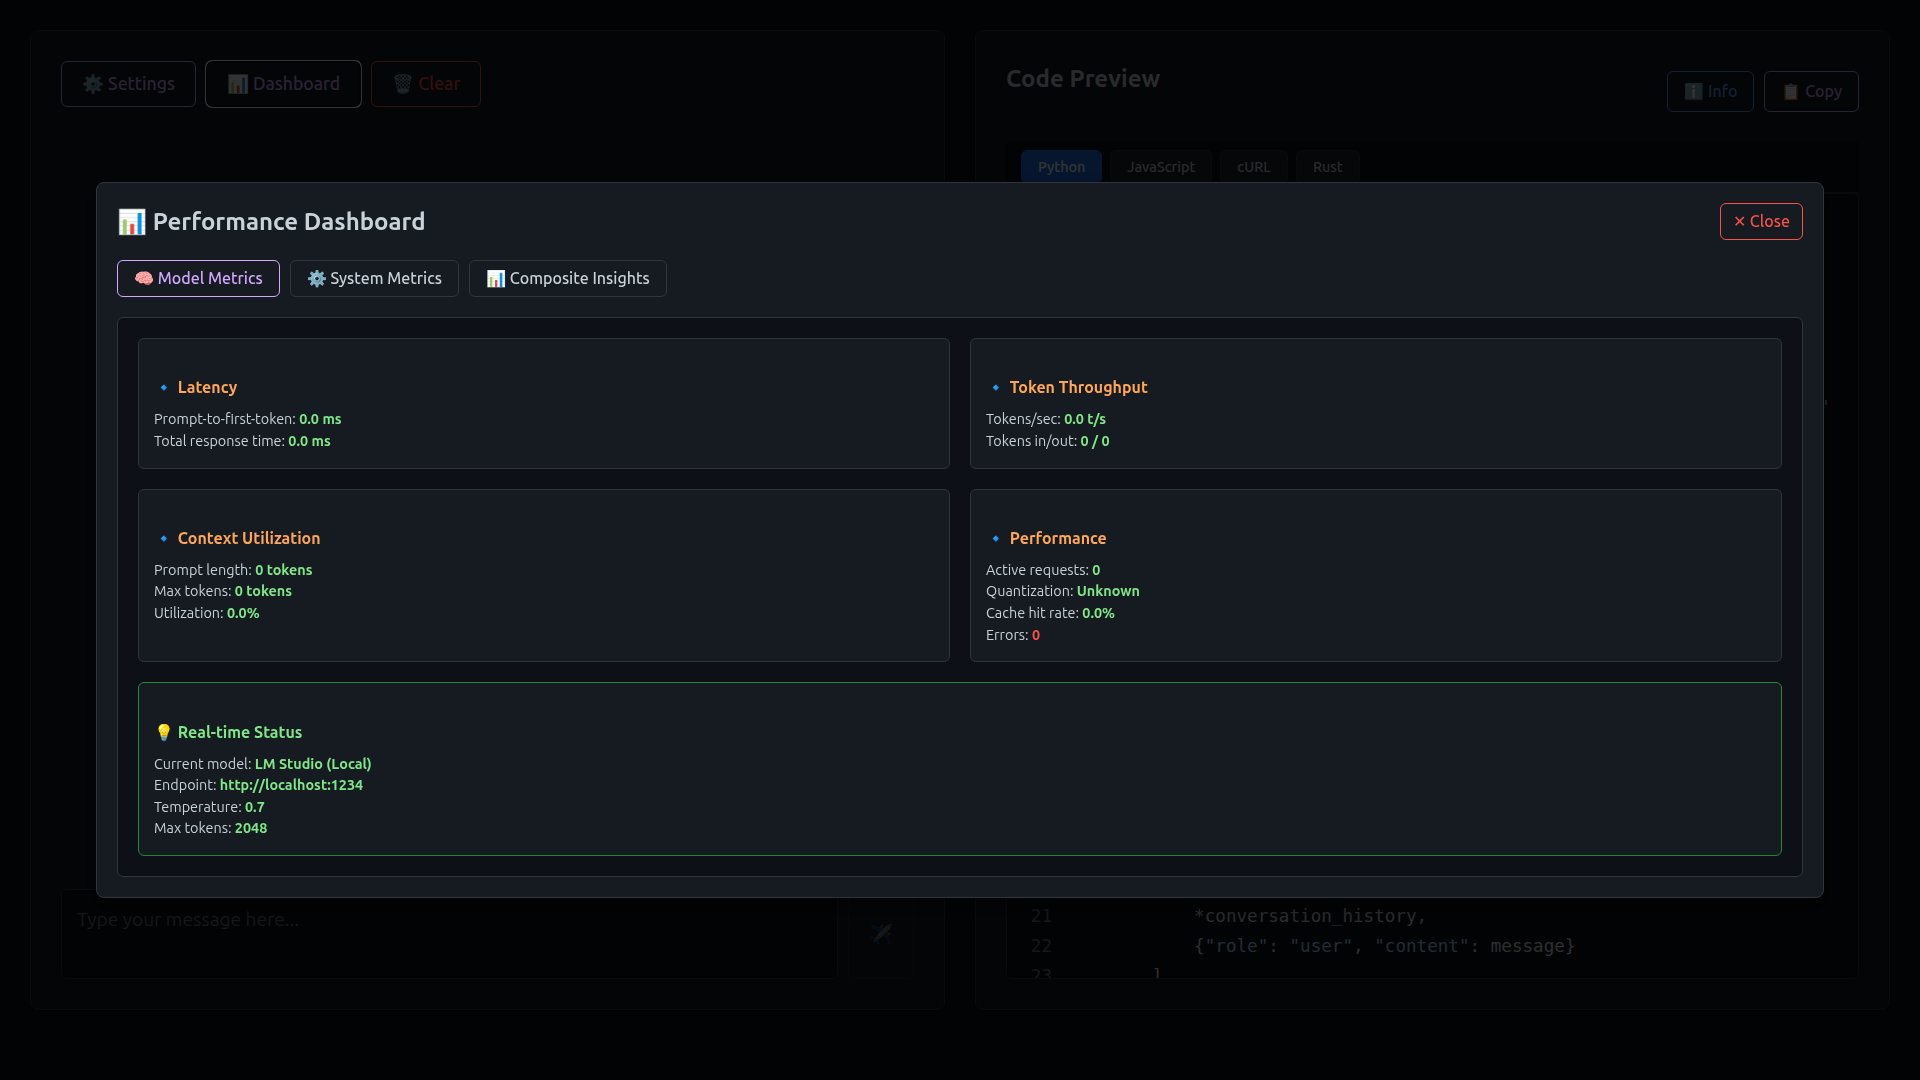 Settings
Dashboard
Clear
Code Preview
Info
Copy
Python
JavaScript
cURL
Rust
Performance Dashboard
× Close
Model Metrics
System Metrics
Composite Insights
Latency
Prompt-to-first-token: 0.0 ms
Total response time: 0.0 ms
Token Throughput
Tokens/sec: 0.0 t/s
Tokens in/out: 0 / 0
Context Utilization
Prompt length: 0 tokens
Max tokens: 0 tokens
Utilization: 0.0%
Performance
Active requests: 0
Quantization: Unknown
Cache hit rate: 0.0%
Errors: 0
Real-time Status
Current model: LM Studio (Local)
Endpoint: http://localhost:1234
Temperature: 0.7
Max tokens: 2048
Type your message here...
21 *conversation_history,
22 {"role": "user", "content": message}
23 ]